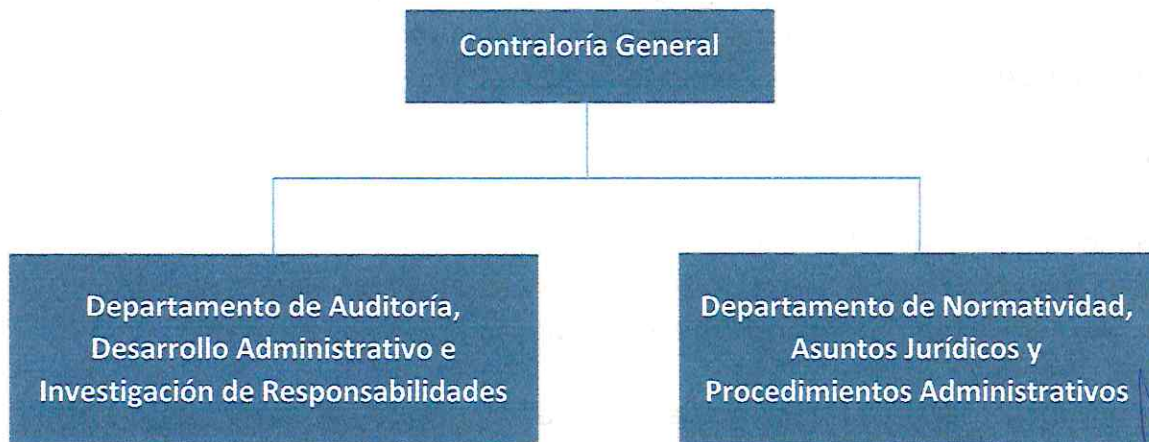 Contraloría General
Departamento de Auditoría,
Desarrollo Administrativo e
Investigación de Responsabilidades
Departamento de Normatividad,
Asuntos Jurídicos y
Procedimientos Administrativos